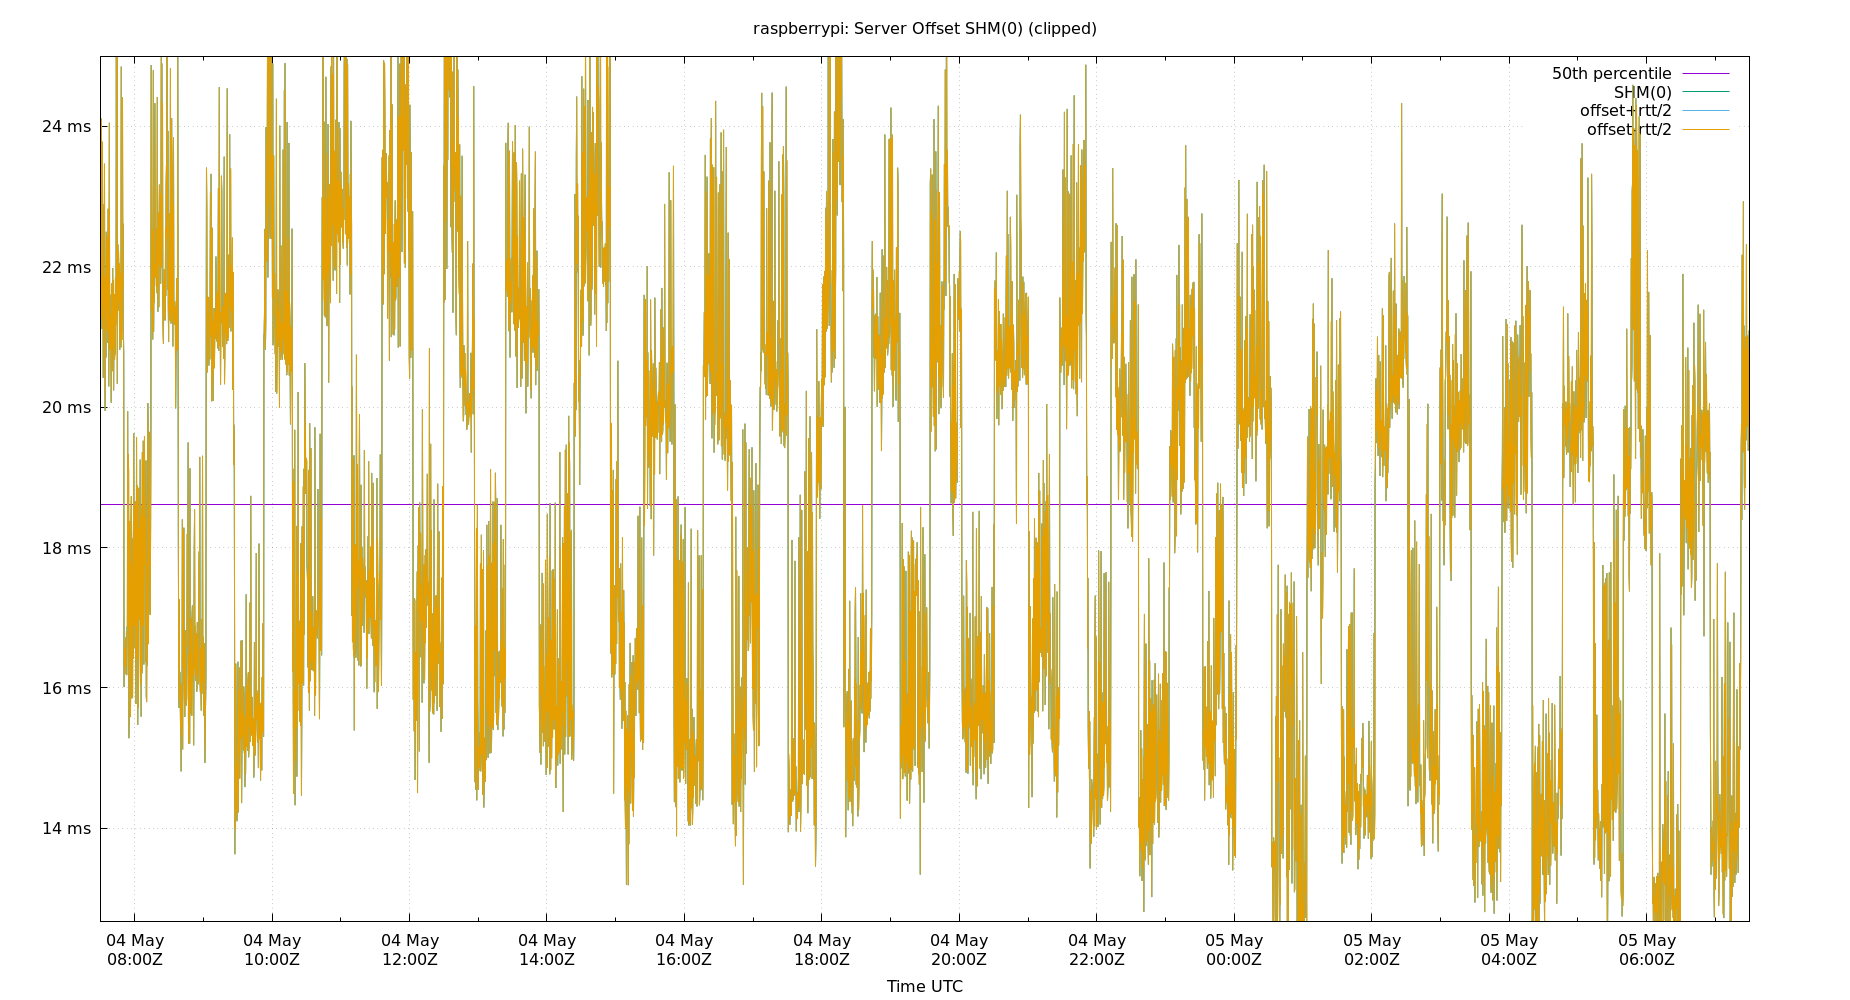 raspberrypi: Server Offset SHM(0) (clipped)
50th percentile
SHM(0)
offset+rtt/2
offset-rtt/2
24 ms
22 ms
20 ms
18 ms
16 ms
14 ms
04 May 04 May 04 May 04 May 04 May 04 May 04 May 04 May 05 May 05 May 05 May 05 May
08:00Z 10:00Z 12:00Z 14:00Z 16:00Z 18:00Z 20:00Z 22:00Z 00:00Z 02:00Z 04:00Z 06:00Z
Time UTC